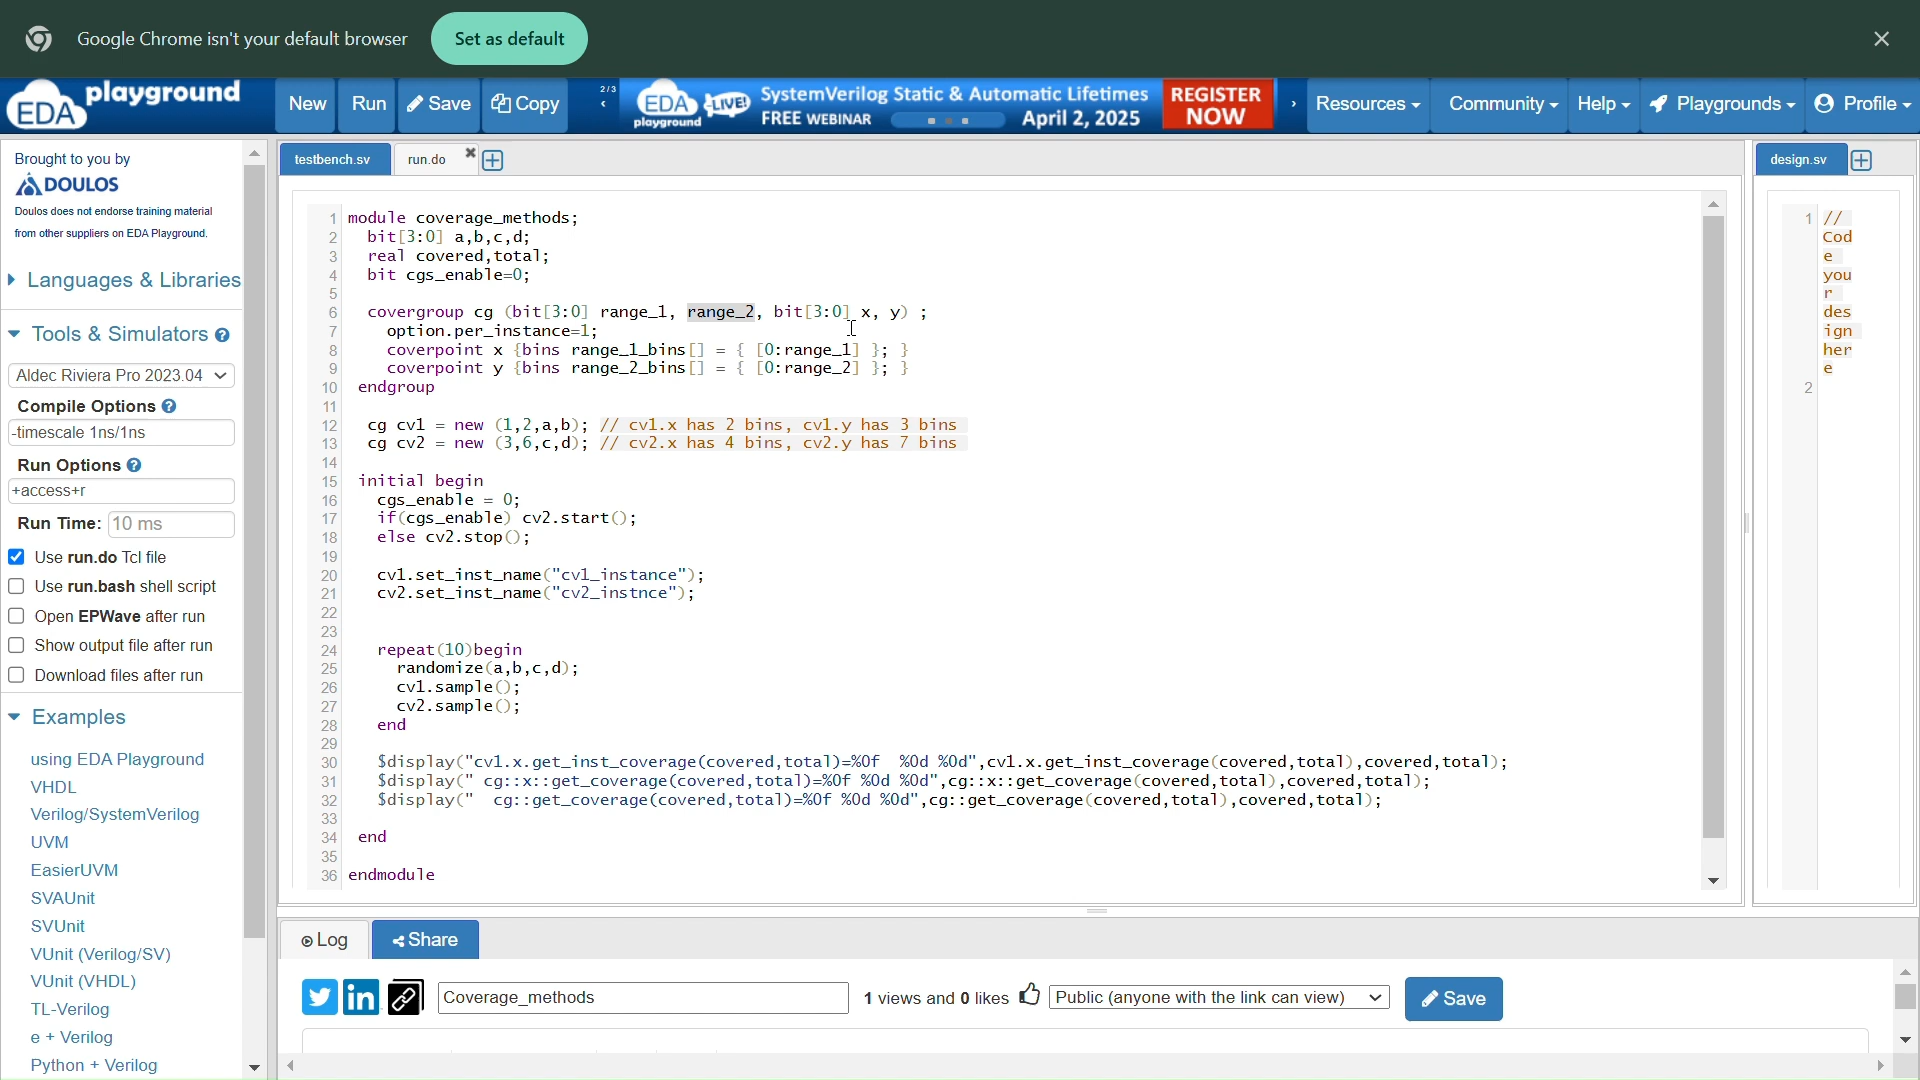 Google Chrome isn't your default browser Set as default
EDA playground New Run Save Copy 2/3 EDA playground LIVE! SystemVerilog Static & Automatic Lifetimes FREE WEBINAR April 2, 2025 REGISTER NOW Resources Community Help Playgrounds Profile
Brought to you by
DOULOS
Doulos does not endorse training material
from other suppliers on EDA Playground.
Languages & Libraries
Tools & Simulators
Aldec Riviera Pro 2023.04
Compile Options
-timescale 1ns/1ns
Run Options
+access+r
Run Time: 10 ms
Use run.do Tcl file
Use run.bash shell script
Open EPWave after run
Show output file after run
Download files after run
Examples
using EDA Playground
VHDL
Verilog/SystemVerilog
UVM
EasierUVM
SVAUnit
SVUnit
VUnit (Verilog/SV)
VUnit (VHDL)
TL-Verilog
e + Verilog
Python + Verilog
testbench.sv run.do
1 module coverage_methods;
2 bit[3:0] a,b,c,d;
3 real covered,total;
4 bit cgs_enable=0;
5
6 covergroup cg (bit[3:0] range_1, range_2, bit[3:0] x, y) ;
7 option.per_instance=1;
8 coverpoint x {bins range_1_bins[] = { [0:range_1] }; }
9 coverpoint y {bins range_2_bins[] = { [0:range_2] }; }
10 endgroup
11
12 cg cv1 = new (1,2,a,b); // cv1.x has 2 bins, cv1.y has 3 bins
13 cg cv2 = new (3,6,c,d); // cv2.x has 4 bins, cv2.y has 7 bins
14
15 initial begin
16 cgs_enable = 0;
17 if(cgs_enable) cv2.start();
18 else cv2.stop();
19
20 cv1.set_inst_name("cv1_instance");
21 cv2.set_inst_name("cv2_instnce");
22
23
24 repeat(10)begin
25 randomize(a,b,c,d);
26 cv1.sample();
27 cv2.sample();
28 end
29
30 $display("cv1.x.get_inst_coverage(covered,total)=%0f  %0d %0d",cv1.x.get_inst_coverage(covered,total),covered,total);
31 $display(" cg::x::get_coverage(covered,total)=%0f %0d %0d",cg::x::get_coverage(covered,total),covered,total);
32 $display("  cg::get_coverage(covered,total)=%0f %0d %0d",cg::get_coverage(covered,total),covered,total);
33
34 end
35
36 endmodule
design.sv
1 //
Cod
e
you
r
des
ign
her
e
2
Log Share
Coverage_methods 1 views and 0 likes Public (anyone with the link can view) Save